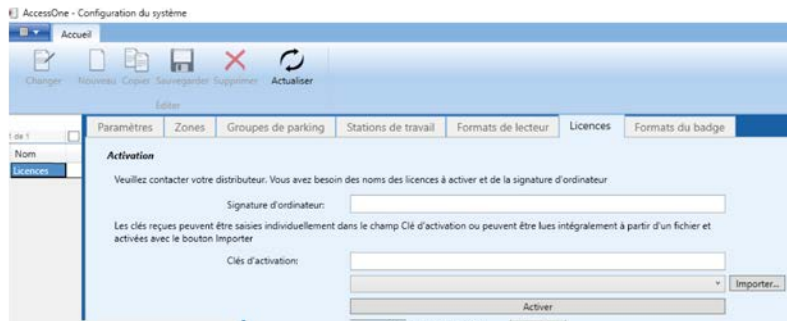 AccessOne - Configuration du système
Accueil
Changer
Nouveau Copier Sauvegarder Supprimer Actualiser
Editer
1 de 1
Paramètres Zones Groupes de parking Stations de travail Formats de lecteur Licences Formats du badge
Nom
Licences
Activation
Veuillez contacter votre distributeur. Vous avez besoin des noms des licences à activer et de la signature d'ordinateur
Signature d'ordinateur:
Les clés reçues peuvent être saisies individuellement dans le champ Clé d'activation ou peuvent être lues intégralement à partir d'un fichier et
activées avec le bouton Importer
Clés d'activation:
Importer...
Activer